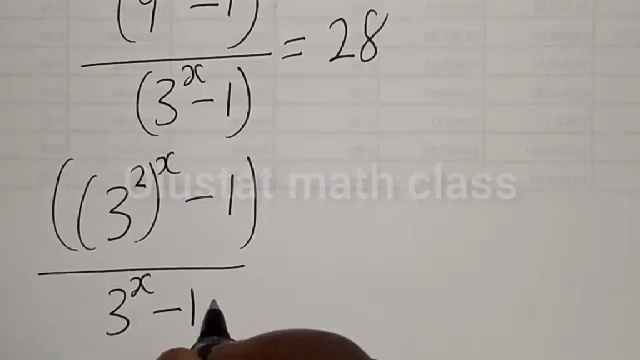 (9 - 1)
/ (3^x - 1) = 28
((3^2)^x - 1)
/ 3^x - 1
Olustat math class